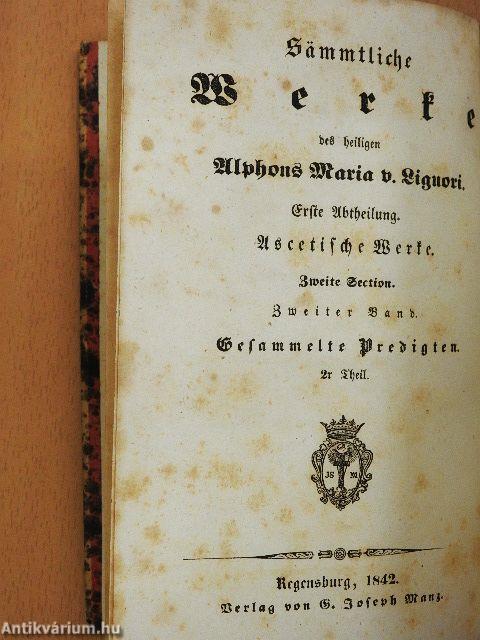 Sämmtliche
Werke
des heiligen
Alphons Maria v. Liguori.
Erste Abtheilung.
Ascetische Werke.
Zweite Section.
Zweiter Band.
Gesammelte Predigten.
2r Theil.
Regensburg, 1842.
Verlag von G. Joseph Manz.
Antikvárium.hu